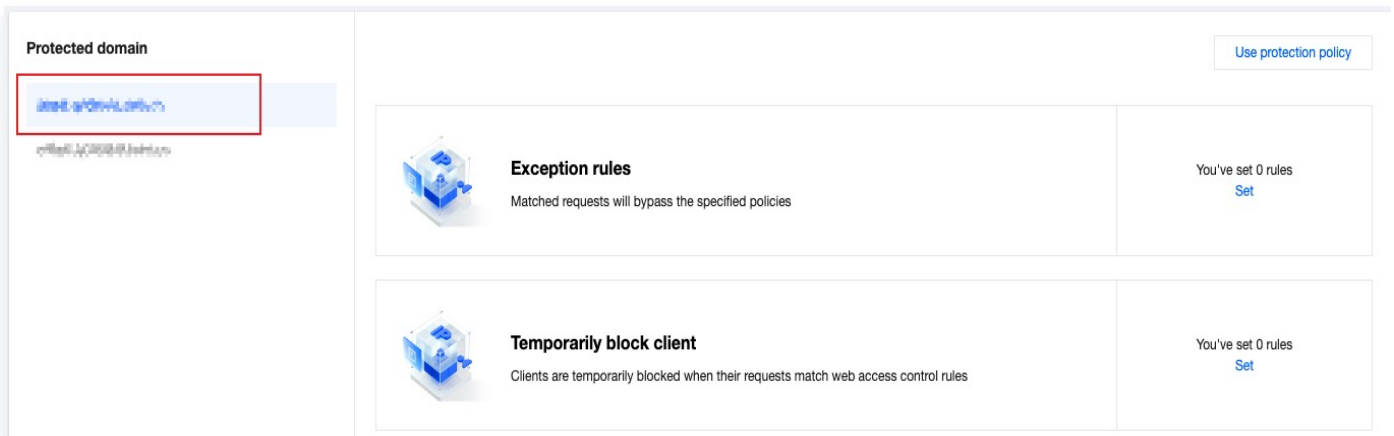 Protected domain
Use protection policy
Exception rules
Matched requests will bypass the specified policies
You've set 0 rules
Set
Temporarily block client
Clients are temporarily blocked when their requests match web access control rules
You've set 0 rules
Set